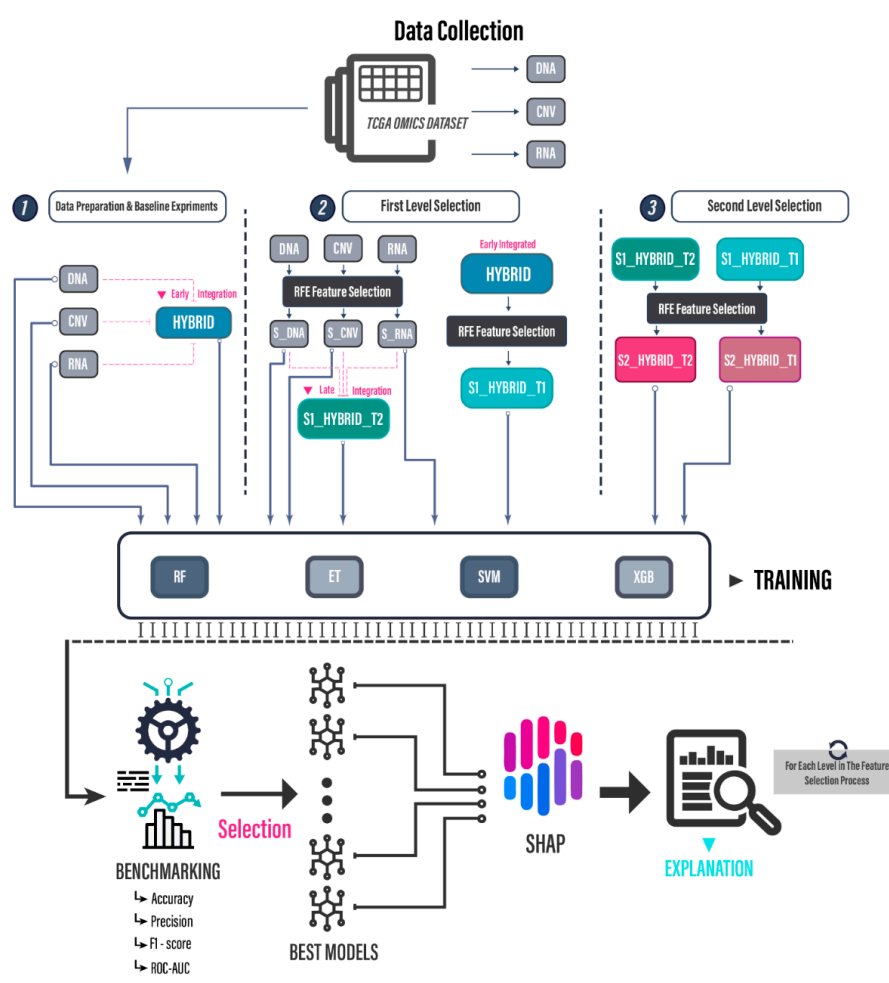 Data Collection
TCGA OMICS DATASET
DNA
CNV
RNA
1
Data Preparation & Baseline Expriments
DNA
CNV
RNA
Early Integration
HYBRID
2
First Level Selection
DNA CNV RNA
RFE Feature Selection
S_DNA S_CNV S_RNA
Late Integration
S1_HYBRID_T2
Early Integrated
HYBRID
RFE Feature Selection
S1_HYBRID_T1
3
Second Level Selection
S1_HYBRID_T2 S1_HYBRID_T1
RFE Feature Selection
S2_HYBRID_T2 S2_HYBRID_T1
RF ET SVM XGB
TRAINING
BENCHMARKING
Accuracy
Precision
F1 - score
ROC-AUC
Selection
BEST MODELS
SHAP
EXPLANATION
For Each Level in The Feature
Selection Process